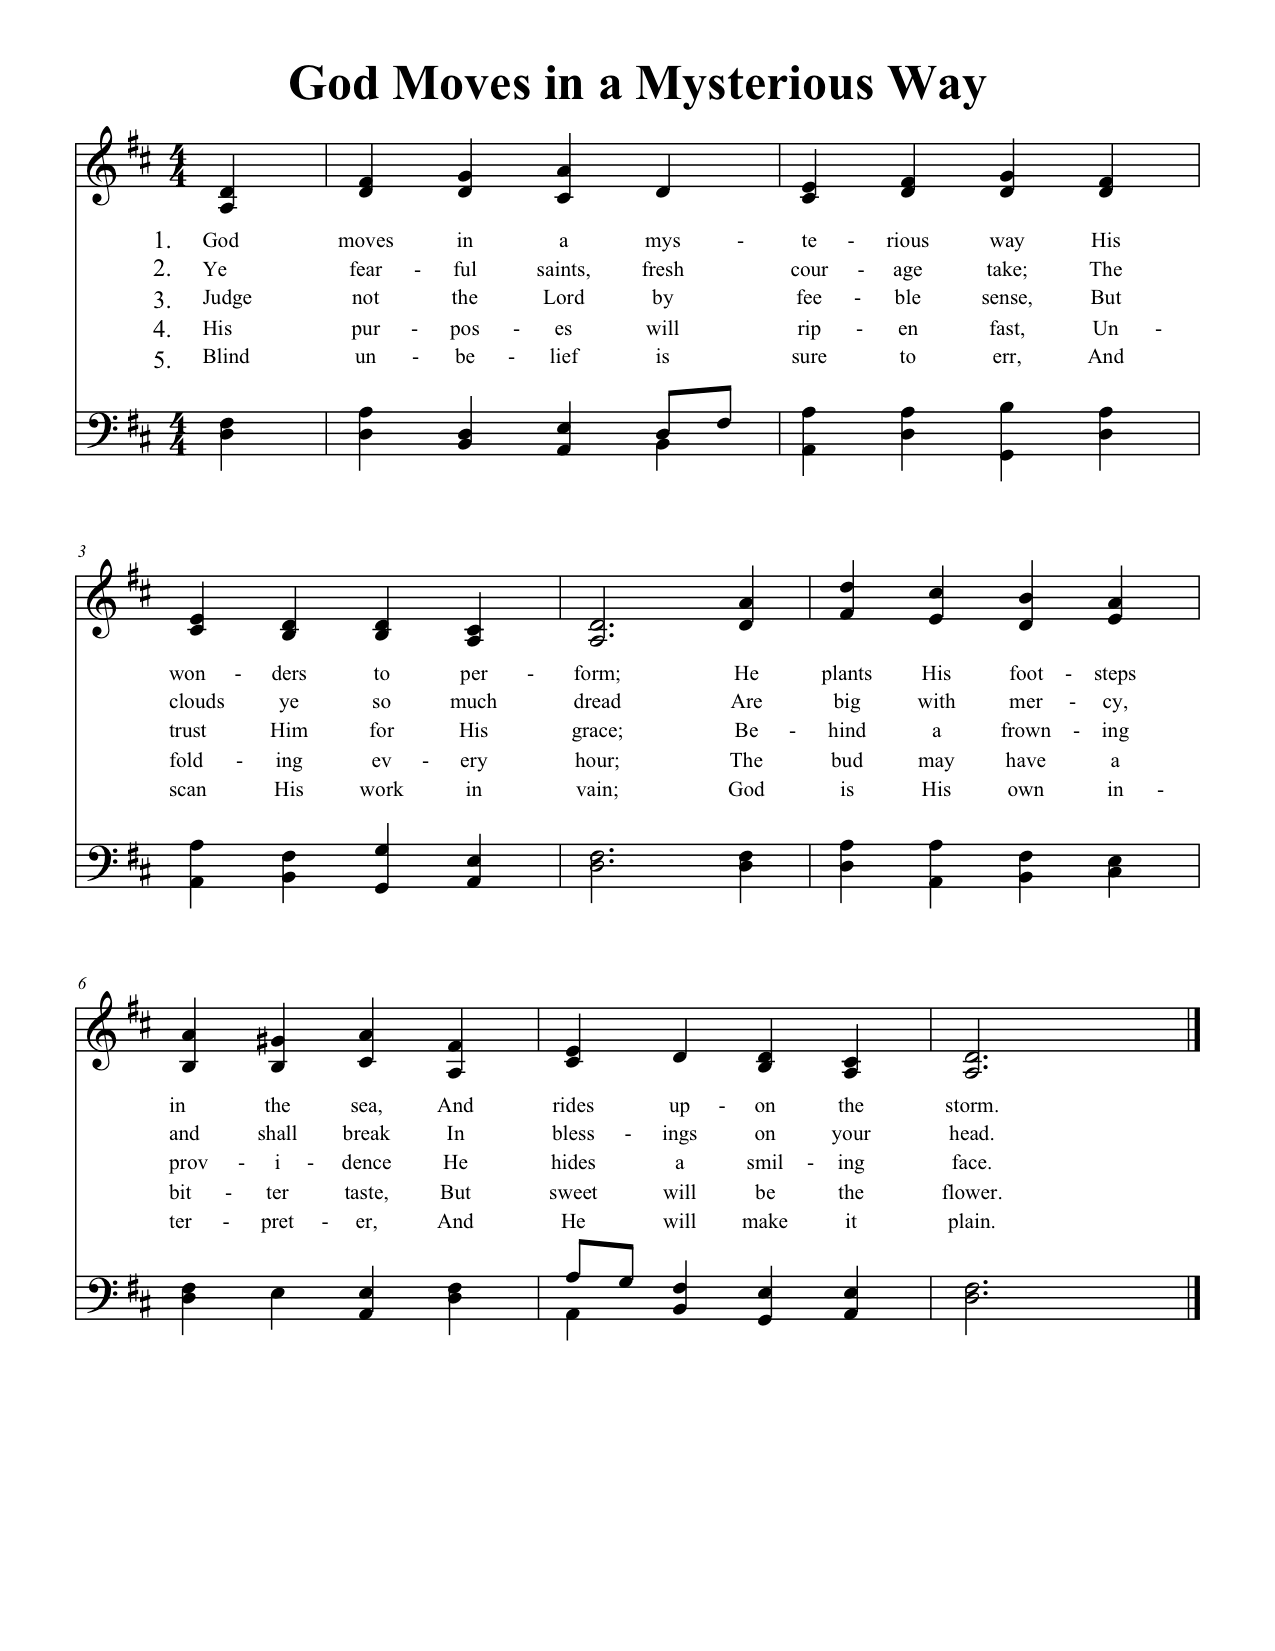 God Moves in a Mysterious Way
4 4
1. God moves in a mys - te - rious way His
2. Ye fear - ful saints, fresh cour - age take; The
3. Judge not the Lord by fee - ble sense, But
4. His pur - pos - es will rip - en fast, Un -
5. Blind un - be - lief is sure to err, And
4 4
3
won - ders to per - form; He plants His foot - steps
clouds ye so much dread Are big with mer - cy,
trust Him for His grace; Be - hind a frown - ing
fold - ing ev - ery hour; The bud may have a
scan His work in vain; God is His own in -
6
in the sea, And rides up - on the storm.
and shall break In bless - ings on your head.
prov - i - dence He hides a smil - ing face.
bit - ter taste, But sweet will be the flower.
ter - pret - er, And He will make it plain.